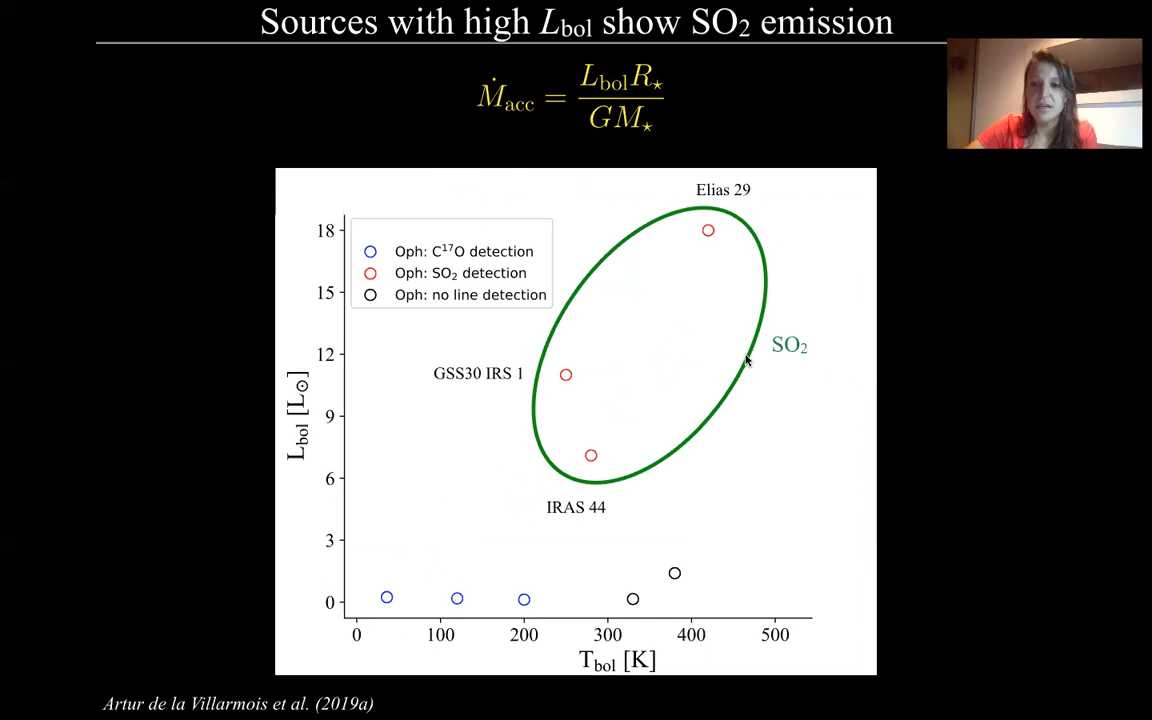 Sources with high L_bol show SO₂ emission
Ṁ_acc = L_bol R_⋆ / G M_⋆
Elias 29
18
Oph: C¹⁷O detection
Oph: SO₂ detection
Oph: no line detection
15
SO₂
12
GSS30 IRS 1
9
L_bol [L_⊙]
6
IRAS 44
3
0
0 100 200 300 400 500
T_bol [K]
Artur de la Villarmois et al. (2019a)